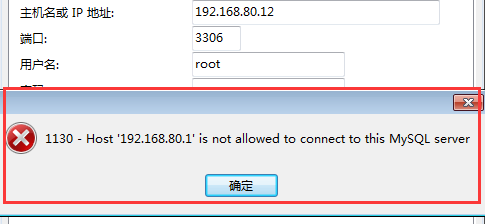 主机名或 IP 地址:
192.168.80.12
端口:
3306
用户名:
root
1130 - Host '192.168.80.1' is not allowed to connect to this MySQL server
确定